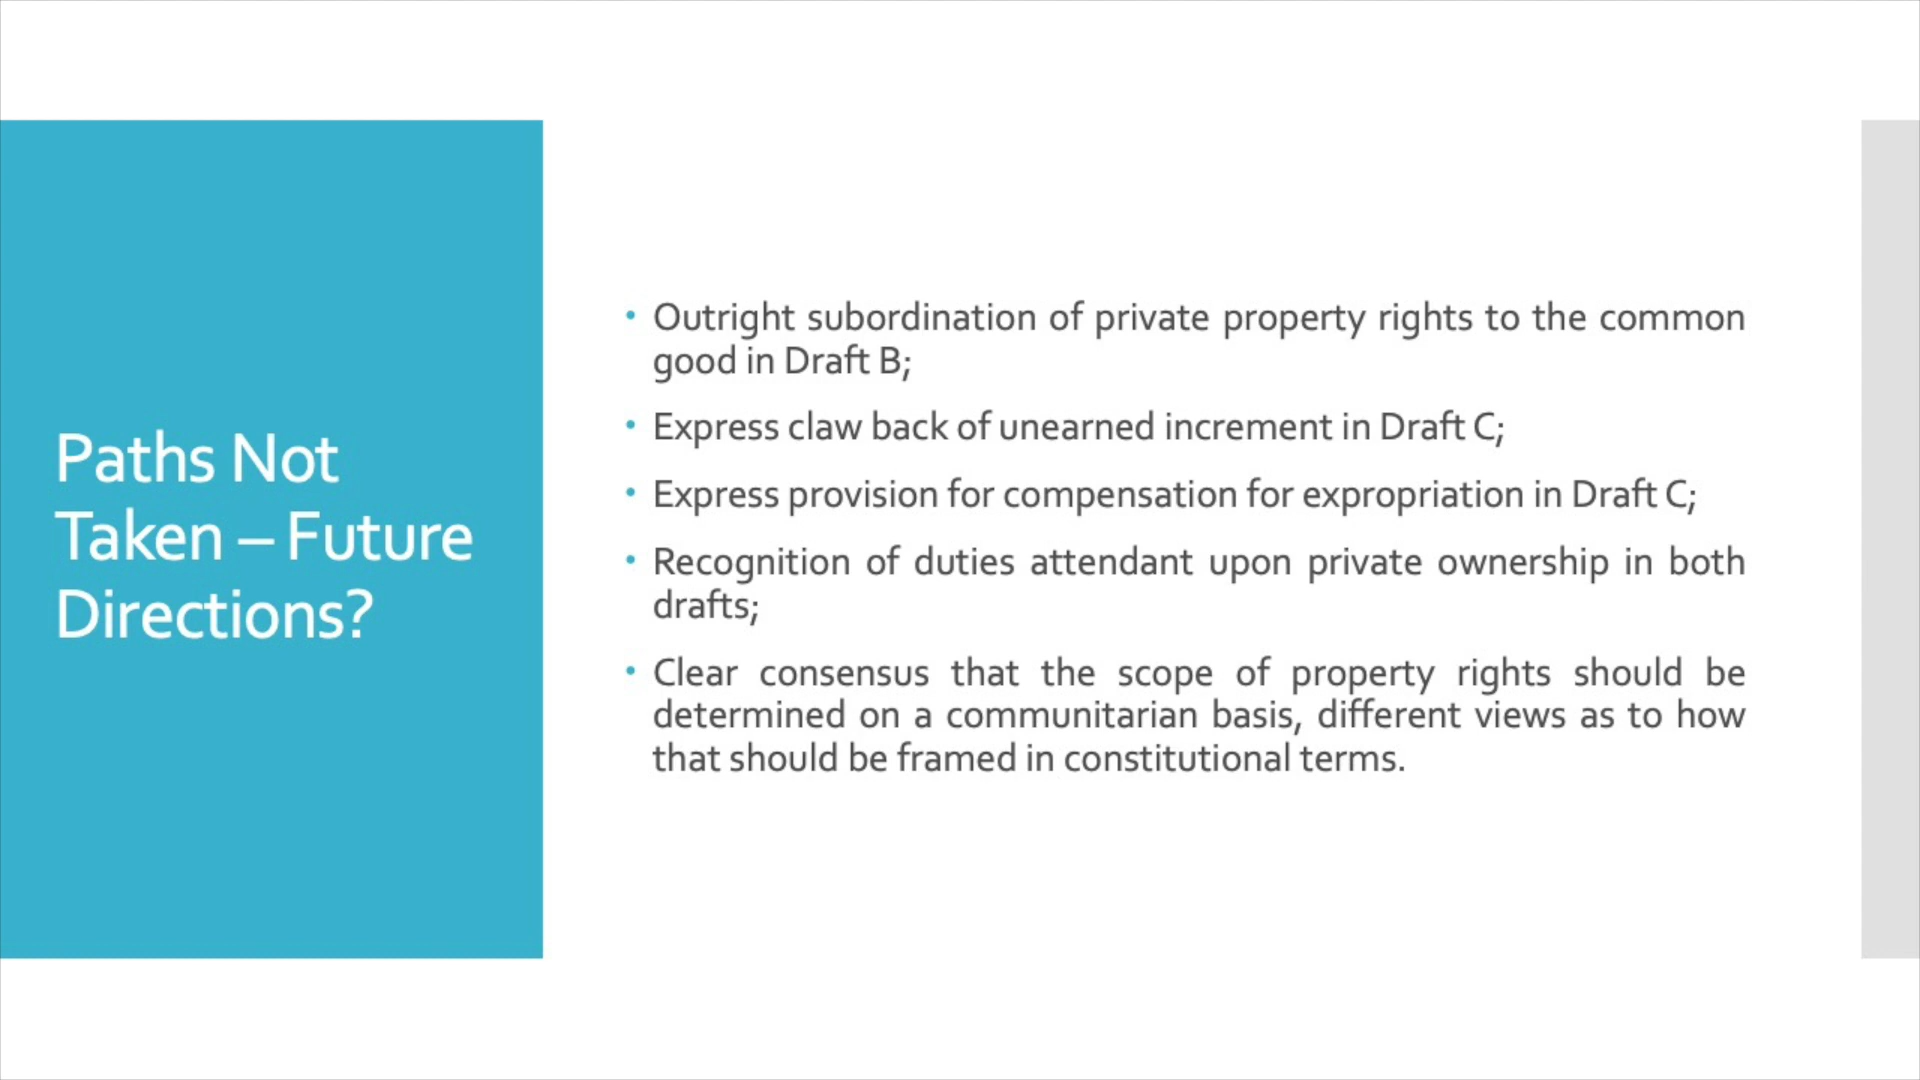 Paths Not
Taken – Future
Directions?
• Outright subordination of private property rights to the common
good in Draft B;
• Express claw back of unearned increment in Draft C;
• Express provision for compensation for expropriation in Draft C;
• Recognition of duties attendant upon private ownership in both
drafts;
• Clear consensus that the scope of property rights should be
determined on a communitarian basis, different views as to how
that should be framed in constitutional terms.